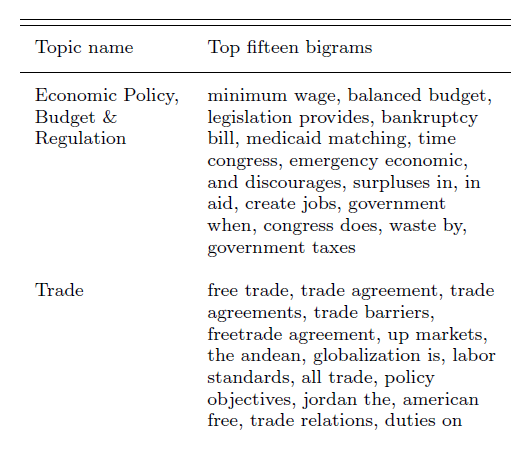 Topic name Top fifteen bigrams
Economic Policy, minimum wage, balanced budget,
Budget & legislation provides, bankruptcy
Regulation bill, medicaid matching, time
congress, emergency economic,
and discourages, surpluses in, in
aid, create jobs, government
when, congress does, waste by,
government taxes
Trade free trade, trade agreement, trade
agreements, trade barriers,
freetrade agreement, up markets,
the andean, globalization is, labor
standards, all trade, policy
objectives, jordan the, american
free, trade relations, duties on